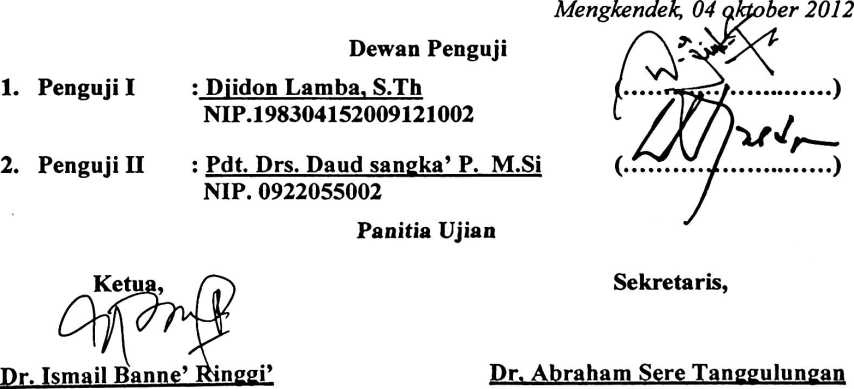 Mengkendek, 04 oktober 2012
Dewan Penguji
1. Penguji I : Djidon Lamba, S.Th (........................)
NIP.198304152009121002
2. Penguji II : Pdt. Drs. Daud sangka’ P. M.Si (........................)
NIP. 0922055002
Panitia Ujian
Ketua, Sekretaris,
Dr. Ismail Banne’ Ringgi’ Dr, Abraham Sere Tanggulungan